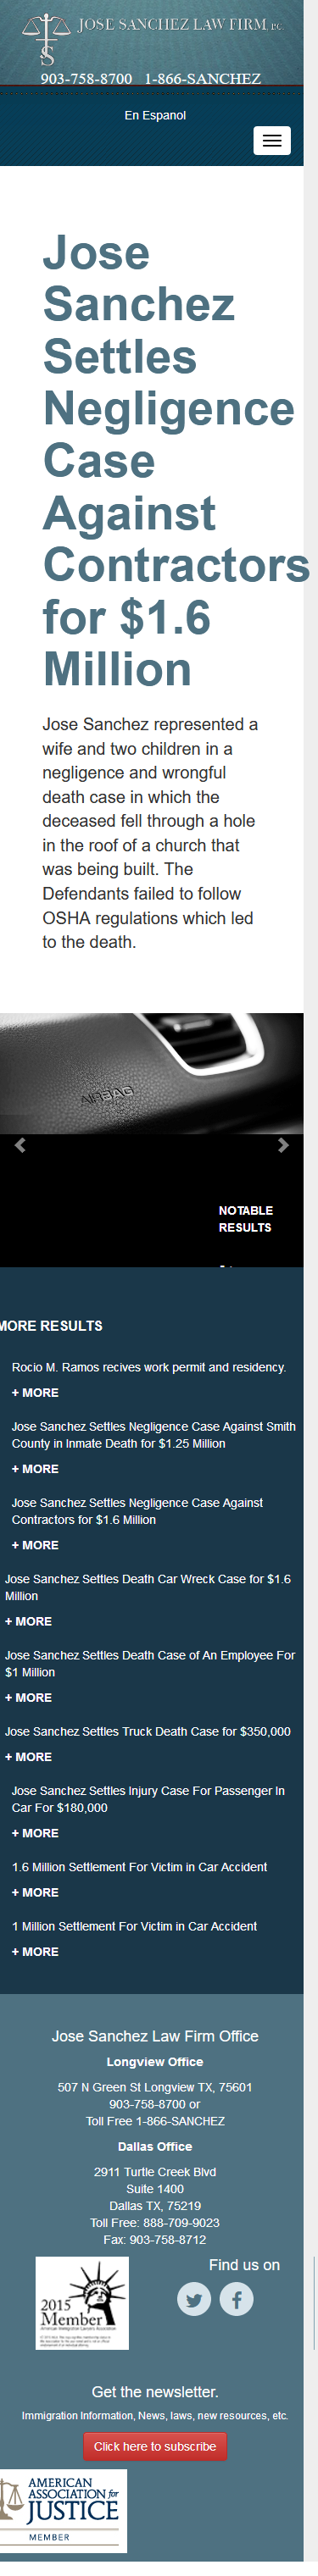 JOSE SANCHEZ LAW FIRM, P.C.
903-758-8700 1-866-SANCHEZ
En Espanol
Jose
Sanchez
Settles
Negligence
Case
Against
Contractors
for $1.6
Million
Jose Sanchez represented a
wife and two children in a
negligence and wrongful
death case in which the
deceased fell through a hole
in the roof of a church that
was being built. The
Defendants failed to follow
OSHA regulations which led
to the death.
AIRBAG
NOTABLE
RESULTS
MORE RESULTS
Rocio M. Ramos recives work permit and residency.
+ MORE
Jose Sanchez Settles Negligence Case Against Smith
County in Inmate Death for $1.25 Million
+ MORE
Jose Sanchez Settles Negligence Case Against
Contractors for $1.6 Million
+ MORE
Jose Sanchez Settles Death Car Wreck Case for $1.6
Million
+ MORE
Jose Sanchez Settles Death Case of An Employee For
$1 Million
+ MORE
Jose Sanchez Settles Truck Death Case for $350,000
+ MORE
Jose Sanchez Settles Injury Case For Passenger In
Car For $180,000
+ MORE
1.6 Million Settlement For Victim in Car Accident
+ MORE
1 Million Settlement For Victim in Car Accident
+ MORE
Jose Sanchez Law Firm Office
Longview Office
507 N Green St Longview TX, 75601
903-758-8700 or
Toll Free 1-866-SANCHEZ
Dallas Office
2911 Turtle Creek Blvd
Suite 1400
Dallas TX, 75219
Toll Free: 888-709-9023
Fax: 903-758-8712
2015
Member
American Immigration Lawyers Association
Find us on
Get the newsletter.
Immigration Information, News, laws, new resources, etc.
Click here to subscribe
AMERICAN
ASSOCIATION for
JUSTICE
MEMBER